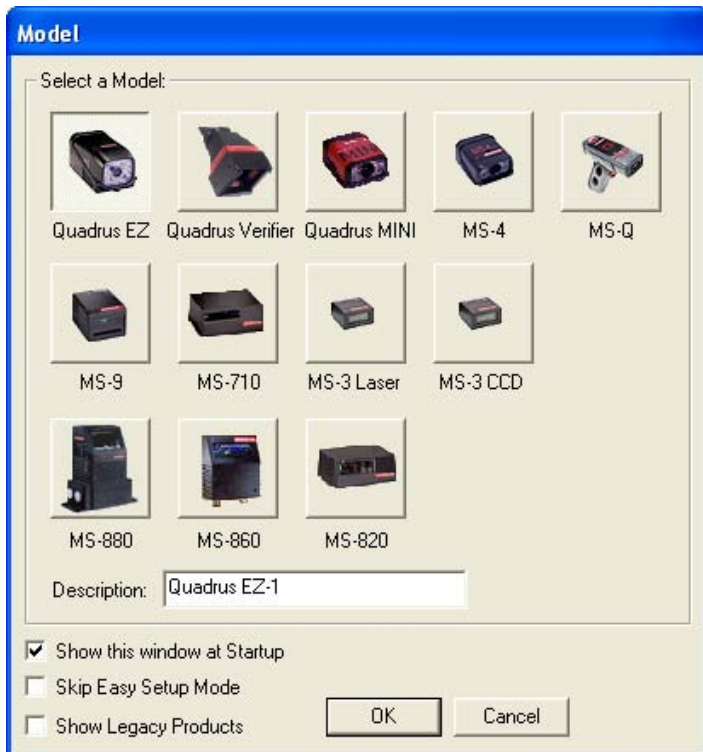 Model
Select a Model:
Quadrus EZ Quadrus Verifier Quadrus MINI MS-4 MS-Q
MS-9 MS-710 MS-3 Laser MS-3 CCD
MS-880 MS-860 MS-820
Description: Quadrus EZ-1
Show this window at Startup
Skip Easy Setup Mode
Show Legacy Products
OK Cancel